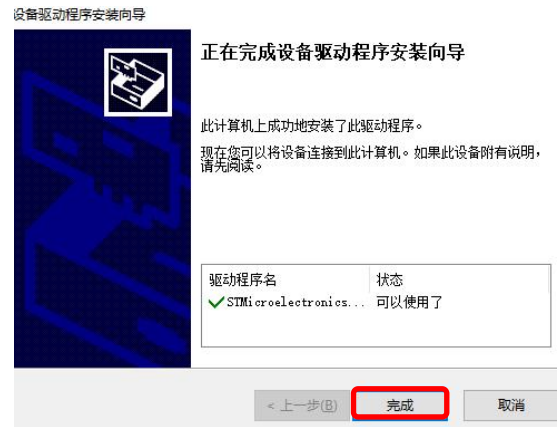 设备驱动程序安装向导
正在完成设备驱动程序安装向导
此计算机上成功地安装了此驱动程序。
现在您可以将设备连接到此计算机。如果此设备附有说明，
请先阅读。
驱动程序名 状态
STMicroelectronics... 可以使用了
< 上一步(B) 完成 取消